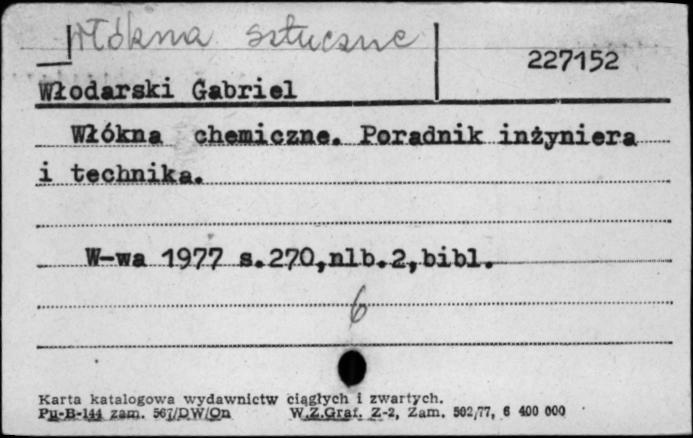 Włókna sztuczne
227152
Włodarski Gabriel
Włókna chemiczne. Poradnik inżyniera
i technika.
W-wa 1977 s.270,nlb.2,bibl.
6
Karta katalogowa wydawnictw ciągłych i zwartych.
Pu-B-144 zam. 567/DW/On W.Z.Graf. Z-2, Zam. 502/77, 6 400 000